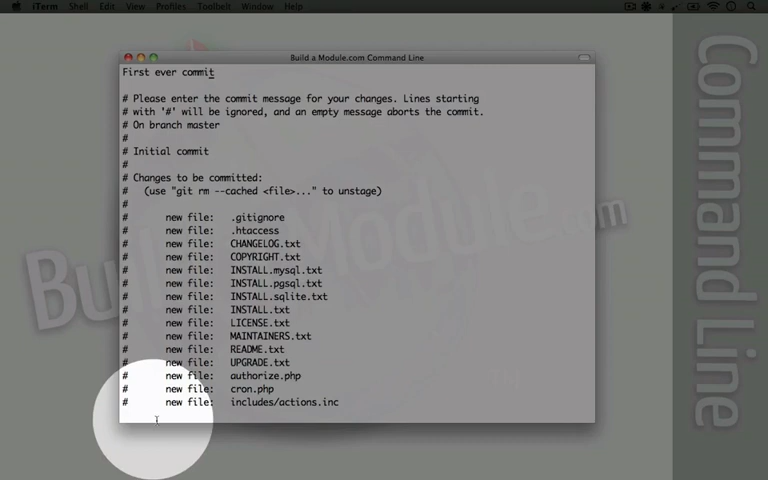 iTerm Shell Edit View Profiles Toolbelt Window Help
Build a Module.com Command Line
First ever commit
# Please enter the commit message for your changes. Lines starting
# with '#' will be ignored, and an empty message aborts the commit.
# On branch master
#
# Initial commit
#
# Changes to be committed:
#   (use "git rm --cached <file>..." to unstage)
#
#       new file:   .gitignore
#       new file:   .htaccess
#       new file:   CHANGELOG.txt
#       new file:   COPYRIGHT.txt
#       new file:   INSTALL.mysql.txt
#       new file:   INSTALL.pgsql.txt
#       new file:   INSTALL.sqlite.txt
#       new file:   INSTALL.txt
#       new file:   LICENSE.txt
#       new file:   MAINTAINERS.txt
#       new file:   README.txt
#       new file:   UPGRADE.txt
#       new file:   authorize.php
#       new file:   cron.php
#       new file:   includes/actions.inc
Build a Module.com
Command Line